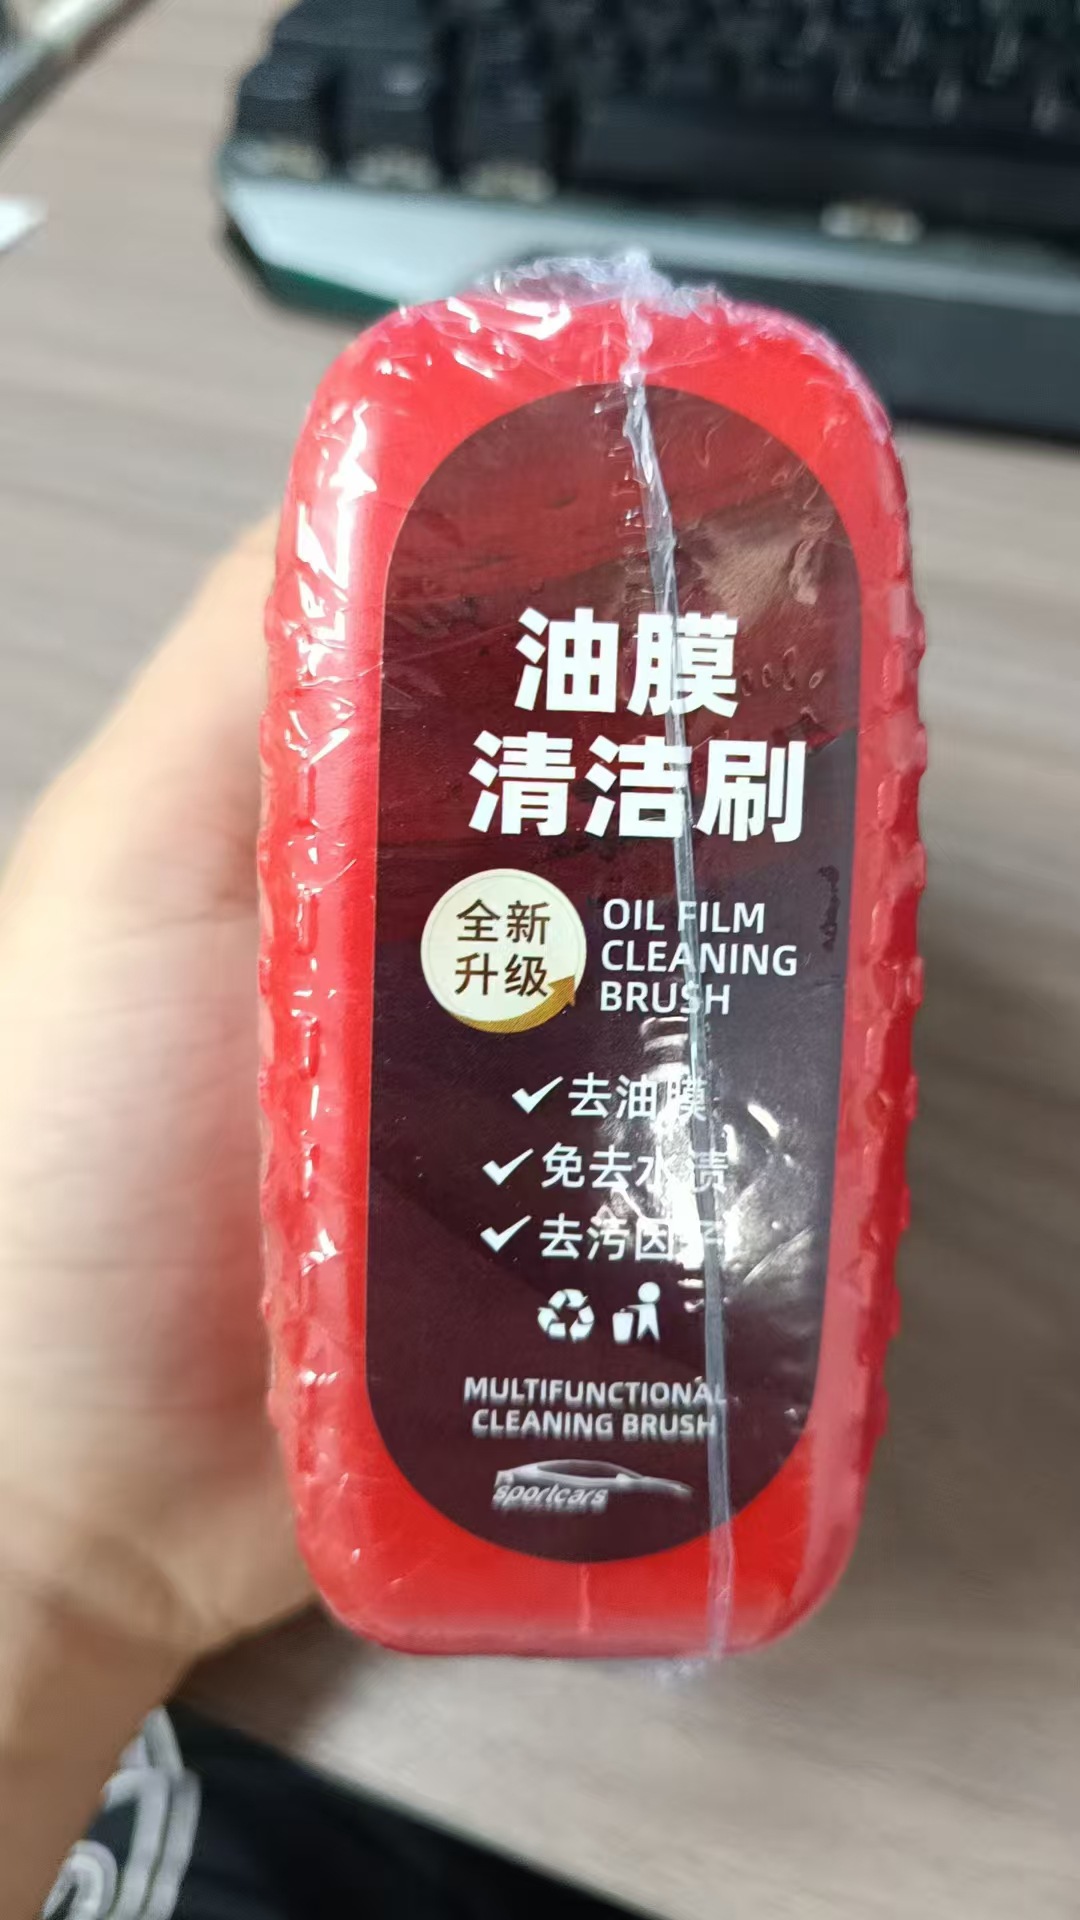 油膜
清洁刷
全新
升级
OIL FILM
CLEANING
BRUSH
去油膜
免去水渍
去污因子
MULTIFUNCTIONAL
CLEANING BRUSH
sportcars